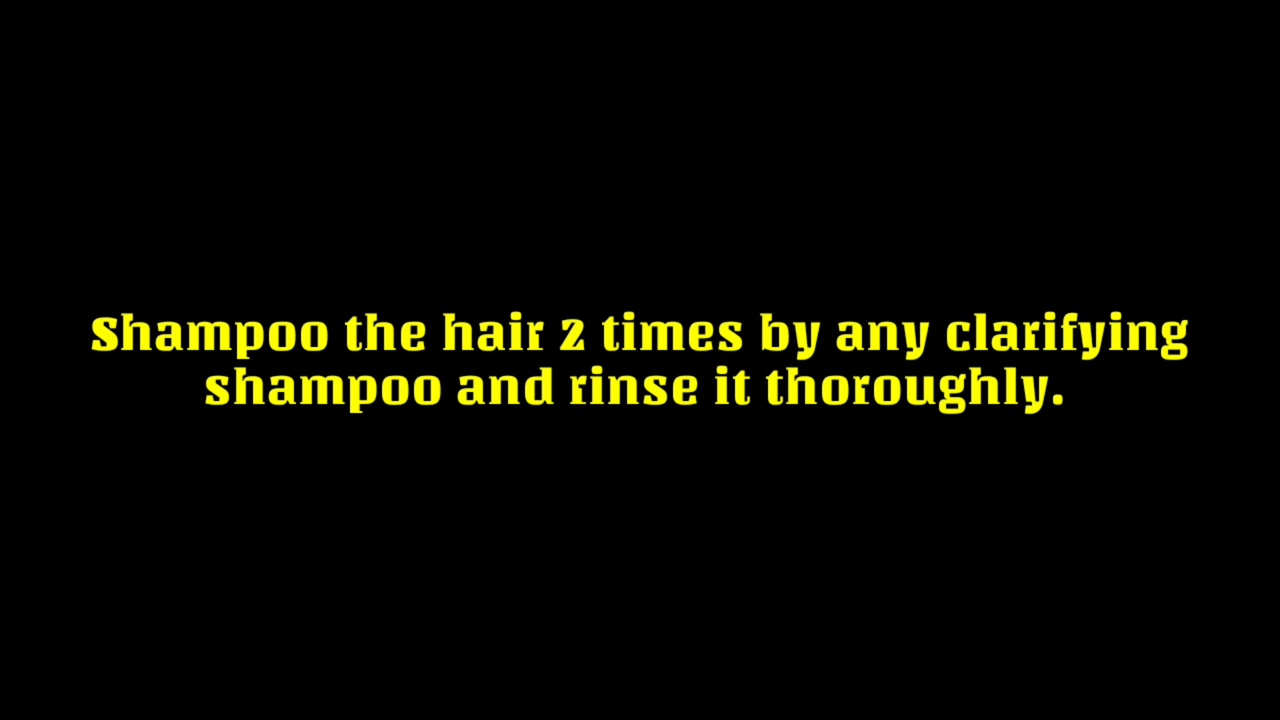 Shampoo the hair 2 times by any clarifying
shampoo and rinse it thoroughly.